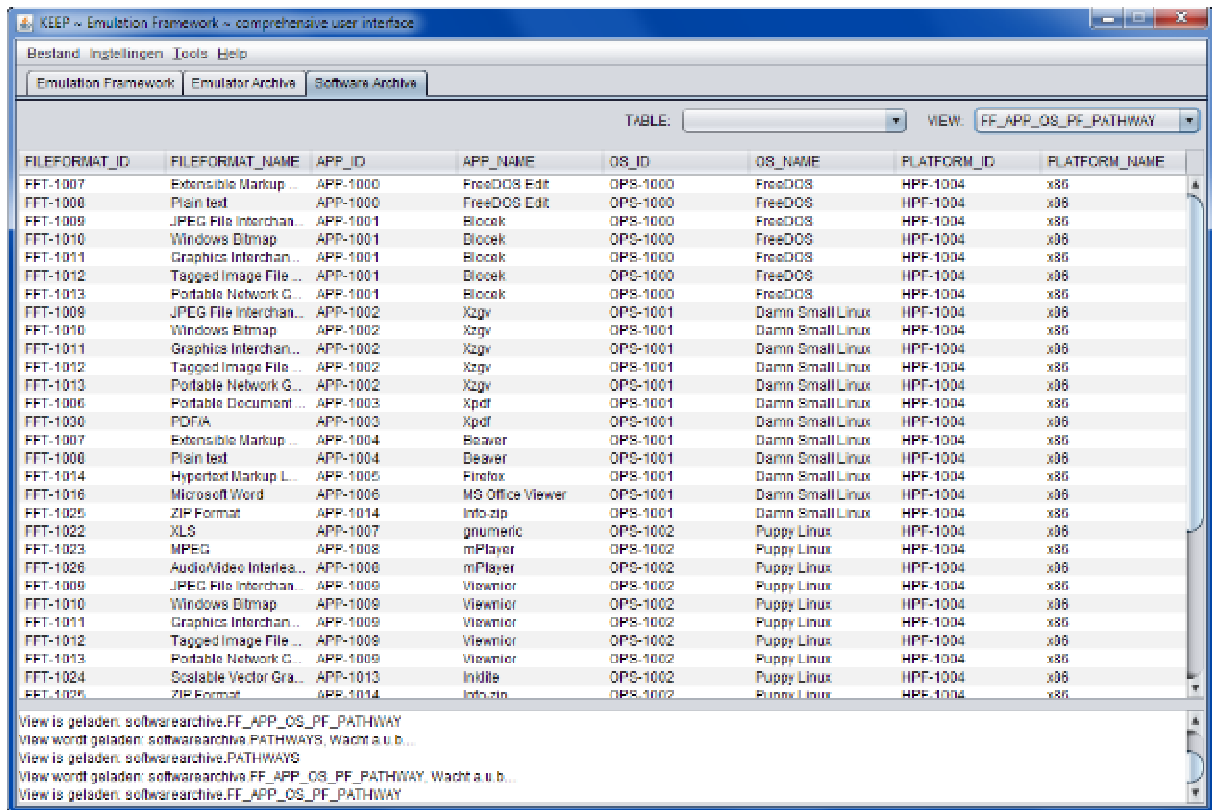 KEEP ~ Emulation Framework ~ comprehensive user interface
Bestand Instellingen Tools Help
Emulation Framework Emulator Archive Software Archive
TABLE: VIEW: FF_APP_OS_PF_PATHWAY
FILEFORMAT_ID FILEFORMAT_NAME APP_ID APP_NAME OS_ID OS_NAME PLATFORM_ID PLATFORM_NAME
FFT-1007 Extensible Markup ... APP-1000 FreeDOS Edit OPS-1000 FreeDOS HPF-1004 x86
FFT-1008 Plain text APP-1000 FreeDOS Edit OPS-1000 FreeDOS HPF-1004 x86
FFT-1009 JPEG File Interchan... APP-1001 Blocek OPS-1000 FreeDOS HPF-1004 x86
FFT-1010 Windows Bitmap APP-1001 Blocek OPS-1000 FreeDOS HPF-1004 x86
FFT-1011 Graphics Interchan... APP-1001 Blocek OPS-1000 FreeDOS HPF-1004 x86
FFT-1012 Tagged Image File ... APP-1001 Blocek OPS-1000 FreeDOS HPF-1004 x86
FFT-1013 Portable Network G... APP-1001 Blocek OPS-1000 FreeDOS HPF-1004 x86
FFT-1009 JPEG File Interchan... APP-1002 Xzgv OPS-1001 Damn Small Linux HPF-1004 x86
FFT-1010 Windows Bitmap APP-1002 Xzgv OPS-1001 Damn Small Linux HPF-1004 x86
FFT-1011 Graphics Interchan... APP-1002 Xzgv OPS-1001 Damn Small Linux HPF-1004 x86
FFT-1012 Tagged Image File ... APP-1002 Xzgv OPS-1001 Damn Small Linux HPF-1004 x86
FFT-1013 Portable Network G... APP-1002 Xzgv OPS-1001 Damn Small Linux HPF-1004 x86
FFT-1006 Portable Document ... APP-1003 Xpdf OPS-1001 Damn Small Linux HPF-1004 x86
FFT-1030 PDF/A APP-1003 Xpdf OPS-1001 Damn Small Linux HPF-1004 x86
FFT-1007 Extensible Markup ... APP-1004 Beaver OPS-1001 Damn Small Linux HPF-1004 x86
FFT-1008 Plain text APP-1004 Beaver OPS-1001 Damn Small Linux HPF-1004 x86
FFT-1014 Hypertext Markup L... APP-1005 Firefox OPS-1001 Damn Small Linux HPF-1004 x86
FFT-1016 Microsoft Word APP-1006 MS Office Viewer OPS-1001 Damn Small Linux HPF-1004 x86
FFT-1025 ZIP Format APP-1014 Info-zip OPS-1001 Damn Small Linux HPF-1004 x86
FFT-1022 XLS APP-1007 gnumeric OPS-1002 Puppy Linux HPF-1004 x86
FFT-1023 MPEG APP-1008 mPlayer OPS-1002 Puppy Linux HPF-1004 x86
FFT-1026 Audio/Video Interlea... APP-1008 mPlayer OPS-1002 Puppy Linux HPF-1004 x86
FFT-1009 JPEG File Interchan... APP-1009 Viewnior OPS-1002 Puppy Linux HPF-1004 x86
FFT-1010 Windows Bitmap APP-1009 Viewnior OPS-1002 Puppy Linux HPF-1004 x86
FFT-1011 Graphics Interchan... APP-1009 Viewnior OPS-1002 Puppy Linux HPF-1004 x86
FFT-1012 Tagged Image File ... APP-1009 Viewnior OPS-1002 Puppy Linux HPF-1004 x86
FFT-1013 Portable Network G... APP-1009 Viewnior OPS-1002 Puppy Linux HPF-1004 x86
FFT-1024 Scalable Vector Gra... APP-1013 Inklite OPS-1002 Puppy Linux HPF-1004 x86
FFT-1025 ZIP Format APP-1014 Info-zip OPS-1002 Puppy Linux HPF-1004 x86
View is geladen: softwarearchive.FF_APP_OS_PF_PATHWAY
View wordt geladen: softwarearchive.PATHWAYS, Wacht a.u.b...
View is geladen: softwarearchive.PATHWAYS
View wordt geladen: softwarearchive.FF_APP_OS_PF_PATHWAY, Wacht a.u.b...
View is geladen: softwarearchive.FF_APP_OS_PF_PATHWAY